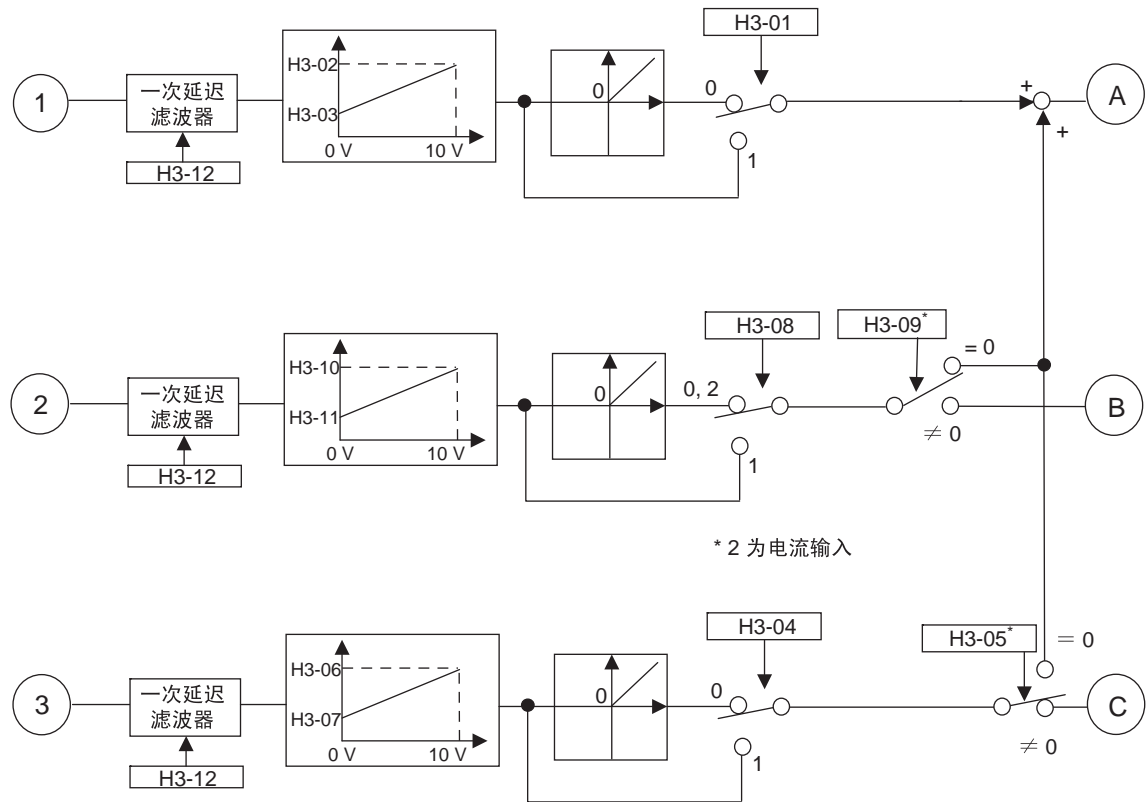 H3-01
1
一次延迟
滤波器
H3-12
H3-02
H3-03
0 V
10 V
0
0
1
+
+
A
H3-08
H3-09*
2
一次延迟
滤波器
H3-12
H3-10
H3-11
0 V
10 V
0
0, 2
1
= 0
≠ 0
B
* 2 为电流输入
H3-04
H3-05*
3
一次延迟
滤波器
H3-12
H3-06
H3-07
0 V
10 V
0
0
1
= 0
≠ 0
C